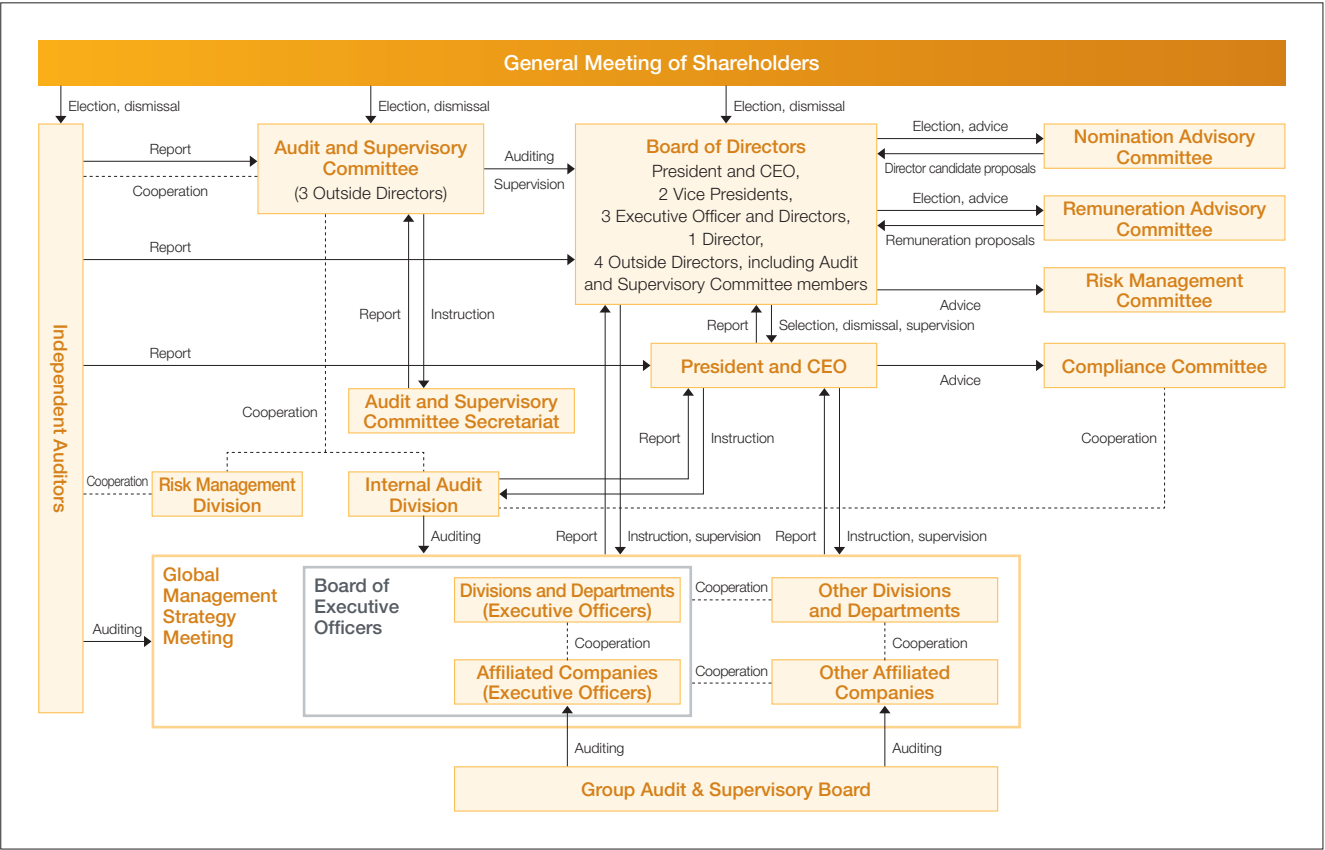 General Meeting of Shareholders
Election, dismissal
Election, dismissal
Election, dismissal
Independent Auditors
Report
Cooperation
Audit and Supervisory
Committee
(3 Outside Directors)
Auditing
Supervision
Board of Directors
President and CEO,
2 Vice Presidents,
3 Executive Officer and Directors,
1 Director,
4 Outside Directors, including Audit
and Supervisory Committee members
Election, advice
Director candidate proposals
Nomination Advisory
Committee
Election, advice
Remuneration proposals
Remuneration Advisory
Committee
Report
Advice
Risk Management
Committee
Report
Instruction
Report
Selection, dismissal, supervision
Report
President and CEO
Advice
Compliance Committee
Cooperation
Audit and Supervisory
Committee Secretariat
Report
Instruction
Cooperation
Cooperation
Risk Management
Division
Internal Audit
Division
Auditing
Report
Instruction, supervision
Report
Instruction, supervision
Auditing
Global
Management
Strategy
Meeting
Board of
Executive
Officers
Divisions and Departments
(Executive Officers)
Cooperation
Other Divisions
and Departments
Cooperation
Cooperation
Affiliated Companies
(Executive Officers)
Cooperation
Other Affiliated
Companies
Auditing
Auditing
Group Audit & Supervisory Board